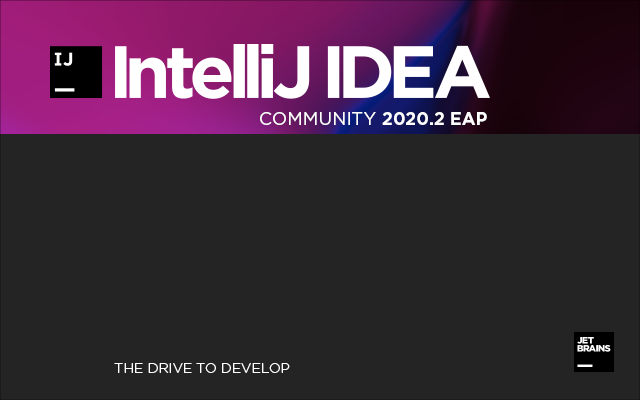 IJ
IntelliJ IDEA
COMMUNITY 2020.2 EAP
THE DRIVE TO DEVELOP
JET
BRAINS